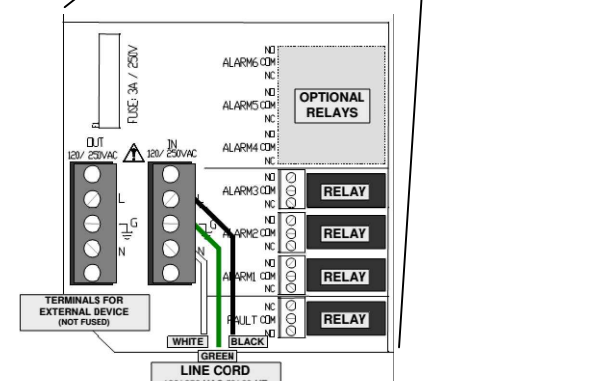 FUSE: 3A / 250V
OUT
120/ 250VAC
IN
120/ 250VAC
L
G
N
L
G
N
NO
ALARM6 COM
NC
NO
ALARM5 COM
NC
NO
ALARM4 COM
NC
OPTIONAL
RELAYS
NO
ALARM3 COM
NC
RELAY
NO
ALARM2 COM
NC
RELAY
NO
ALARM1 COM
NC
RELAY
NC
FAULT COM
NO
RELAY
TERMINALS FOR
EXTERNAL DEVICE
(NOT FUSED)
WHITE
BLACK
GREEN
LINE CORD